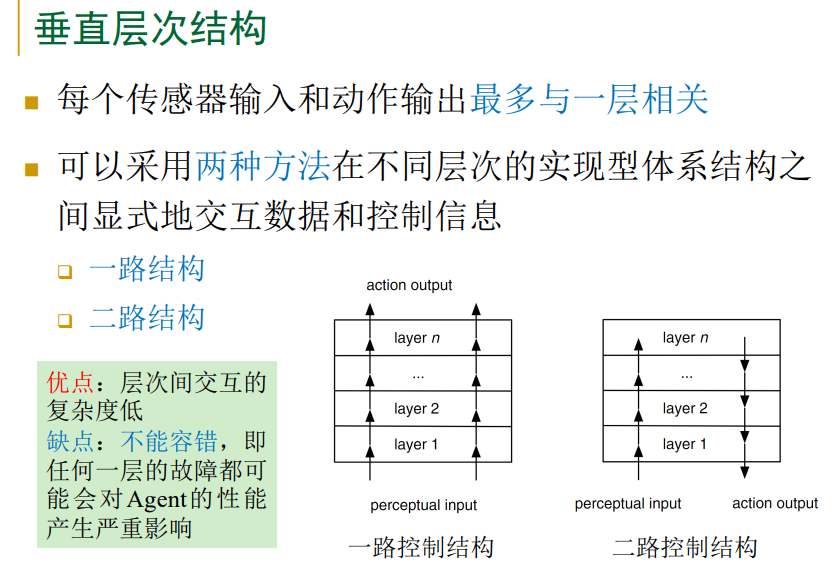 垂直层次结构
每个传感器输入和动作输出最多与一层相关
可以采用两种方法在不同层次的实现型体系结构之
间显式地交互数据和控制信息
一路结构
二路结构
优点：层次间交互的
复杂度低
缺点：不能容错，即
任何一层的故障都可
能会对Agent的性能
产生严重影响
action output
layer n
...
layer 2
layer 1
perceptual input
一路控制结构
layer n
...
layer 2
layer 1
perceptual input
action output
二路控制结构